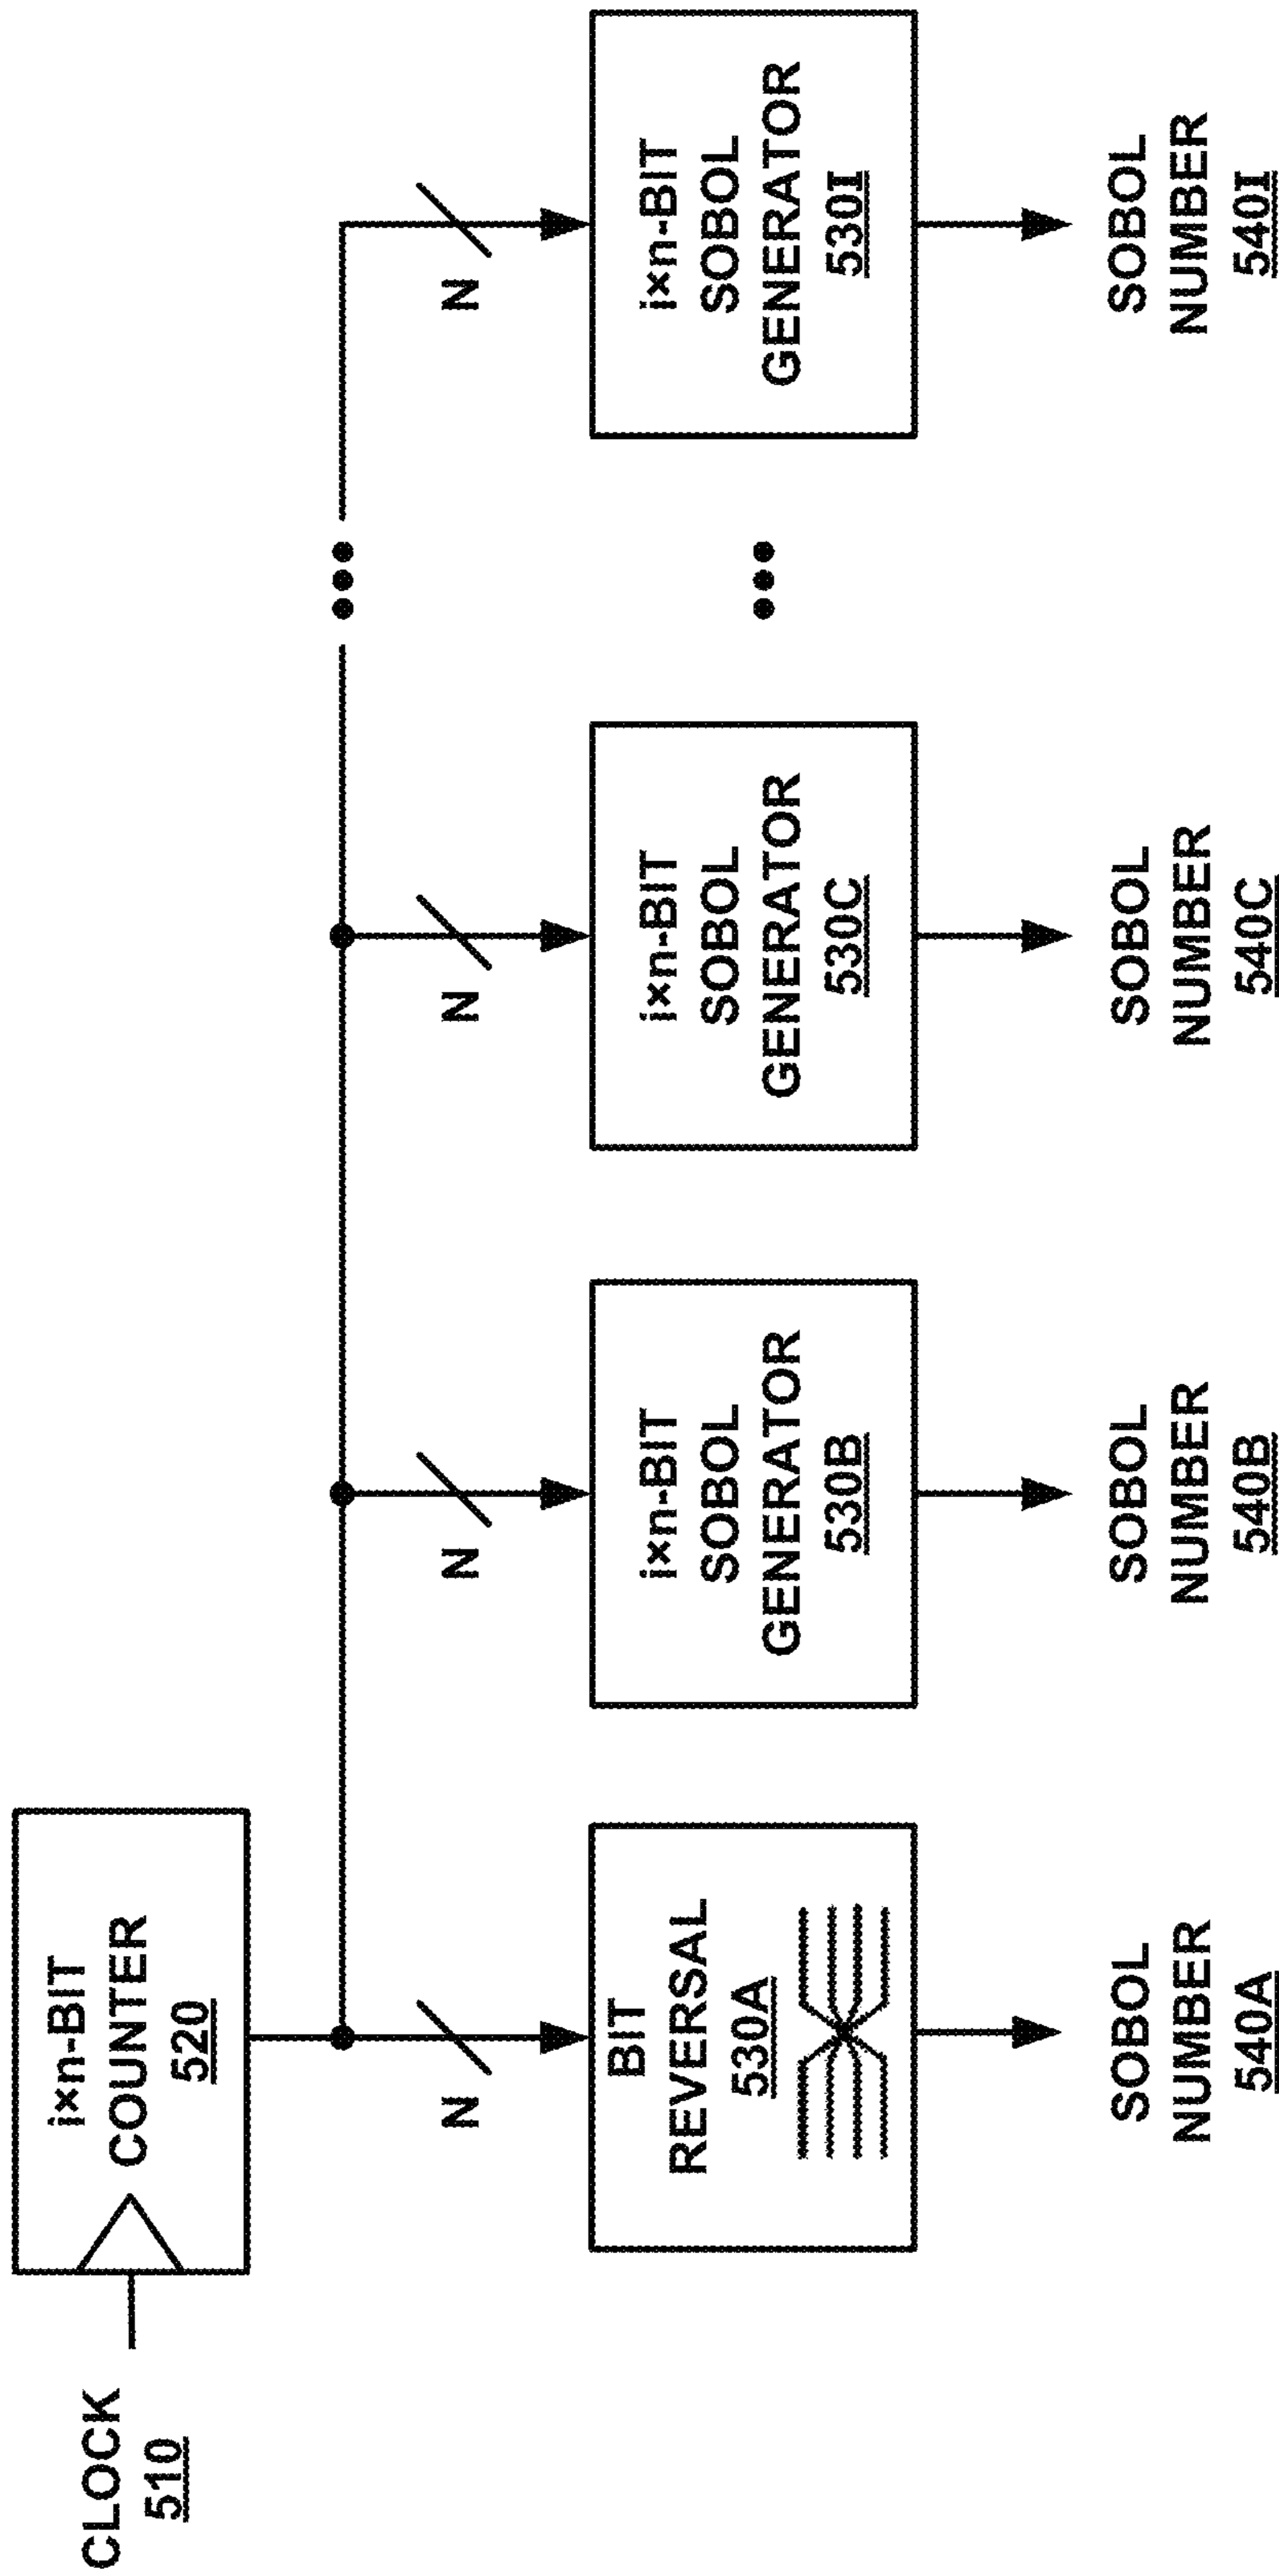 CLOCK
510
i×n-BIT
COUNTER
520
N
N
N
N
BIT
REVERSAL
530A
i×n-BIT
SOBOL
GENERATOR
530B
i×n-BIT
SOBOL
GENERATOR
530C
i×n-BIT
SOBOL
GENERATOR
530I
SOBOL
NUMBER
540A
SOBOL
NUMBER
540B
SOBOL
NUMBER
540C
SOBOL
NUMBER
540I